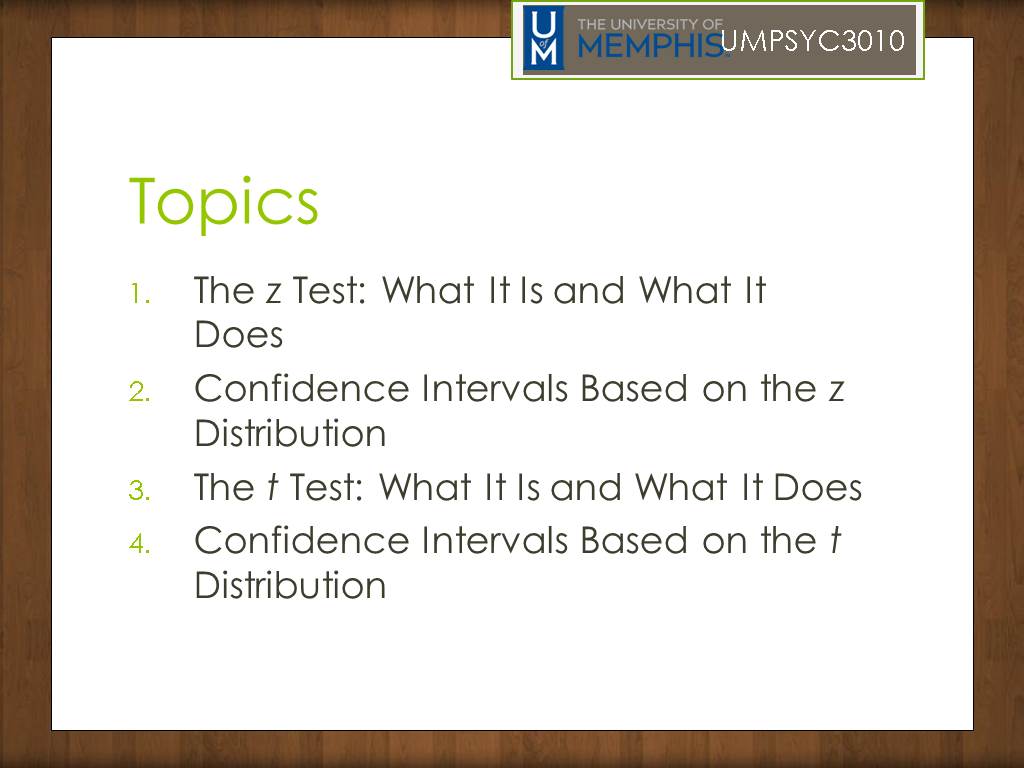 U
of
M
THE UNIVERSITY OF
MEMPHIS™
UMPSYC3010
Topics
1. The z Test: What It Is and What It
Does
2. Confidence Intervals Based on the z
Distribution
3. The t Test: What It Is and What It Does
4. Confidence Intervals Based on the t
Distribution